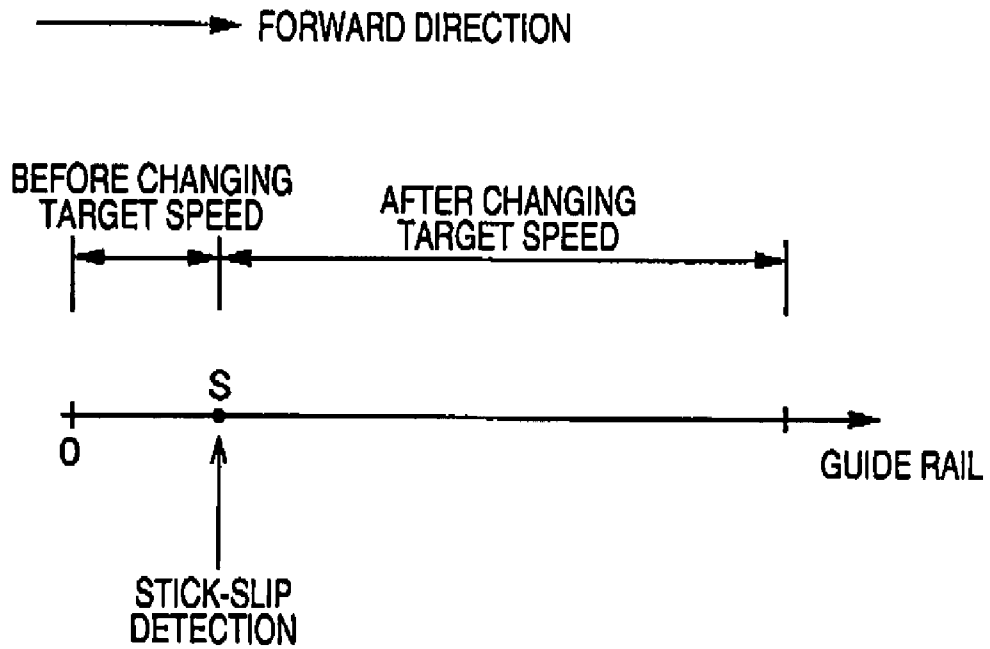 FORWARD DIRECTION
BEFORE CHANGING
TARGET SPEED
AFTER CHANGING
TARGET SPEED
S
0
GUIDE RAIL
STICK-SLIP
DETECTION